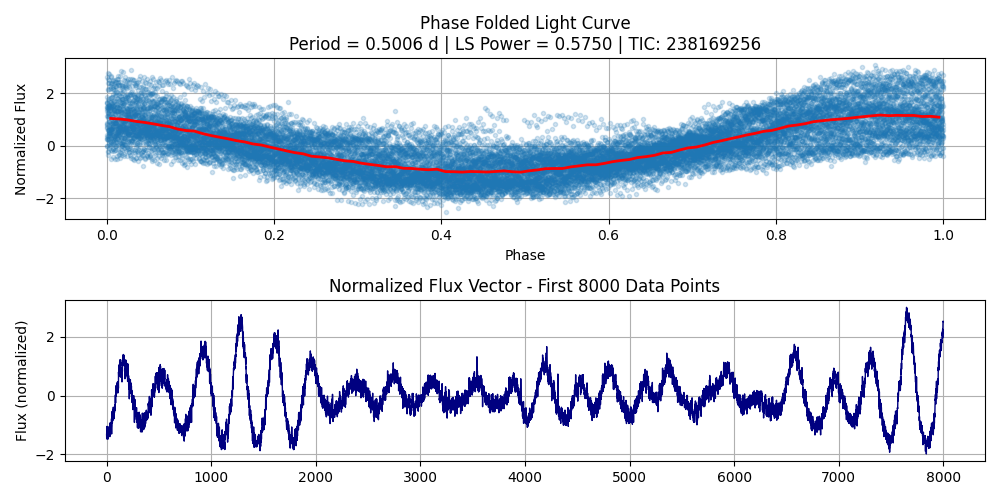 Phase Folded Light Curve
Period = 0.5006 d | LS Power = 0.5750 | TIC: 238169256
Normalized Flux
2
0
−2
0.0 0.2 0.4 0.6 0.8 1.0
Phase
Normalized Flux Vector - First 8000 Data Points
Flux (normalized)
2
0
−2
0 1000 2000 3000 4000 5000 6000 7000 8000